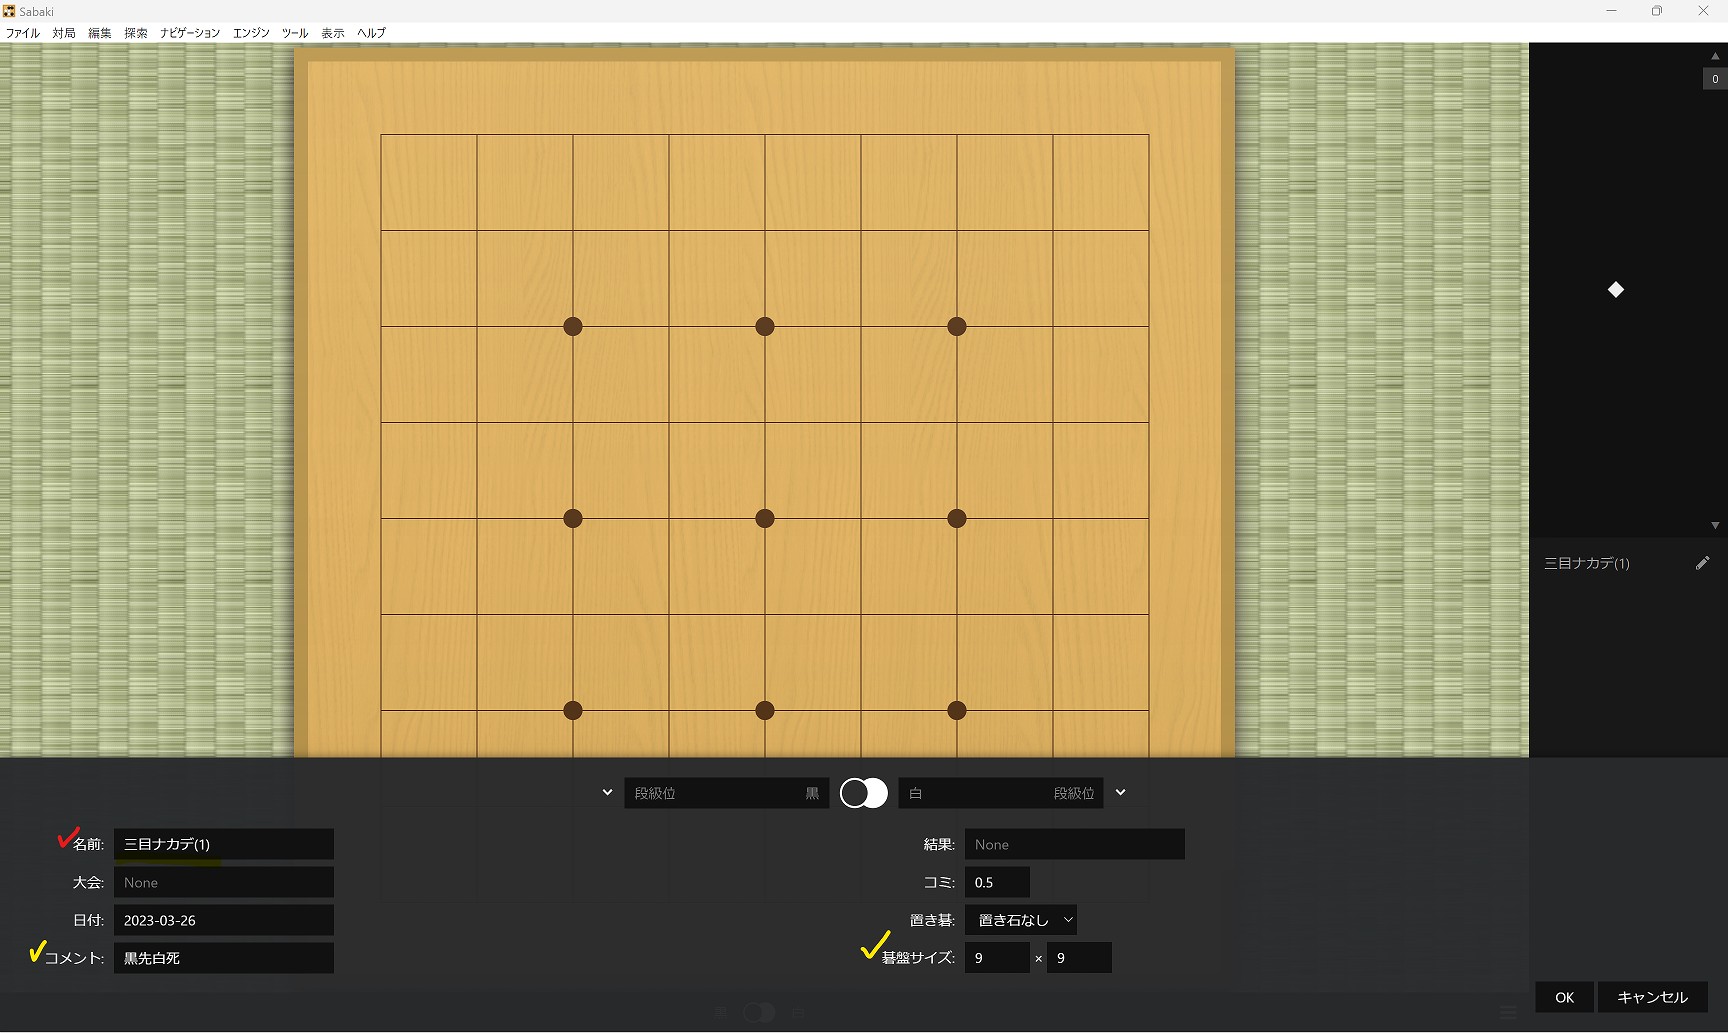 Sabaki
ファイル 対局 編集 探索 ナビゲーション エンジン ツール 表示 ヘルプ
0
三目ナカデ(1)
段級位 黒 白 段級位
名前: 三目ナカデ(1)
結果: None
大会: None
コミ: 0.5
日付: 2023-03-26
置き碁: 置き石なし
コメント: 黒先白死
碁盤サイズ: 9 × 9
OK キャンセル